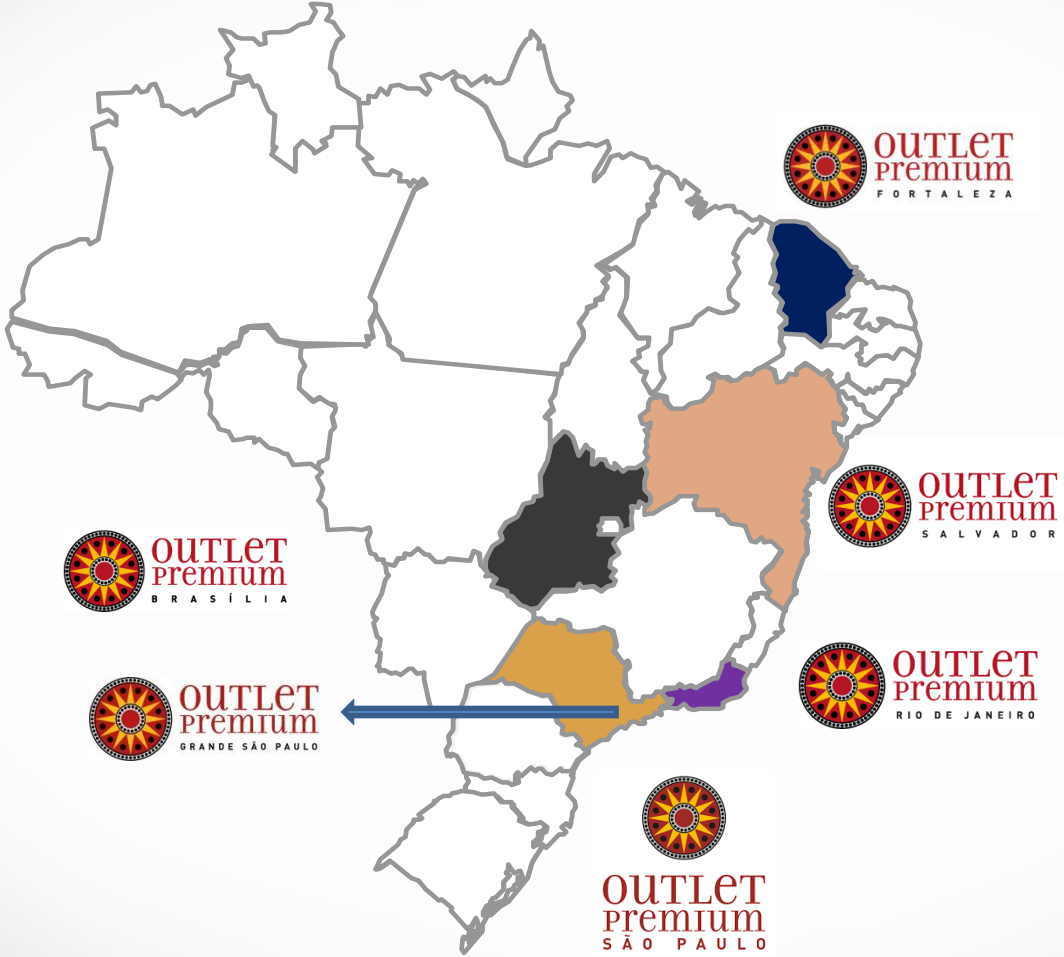 OUTLET
PREMIUM
FORTALEZA
OUTLET
PREMIUM
SALVADOR
OUTLET
PREMIUM
BRASÍLIA
OUTLET
PREMIUM
RIO DE JANEIRO
OUTLET
PREMIUM
GRANDE SÃO PAULO
OUTLET
PREMIUM
SÃO PAULO